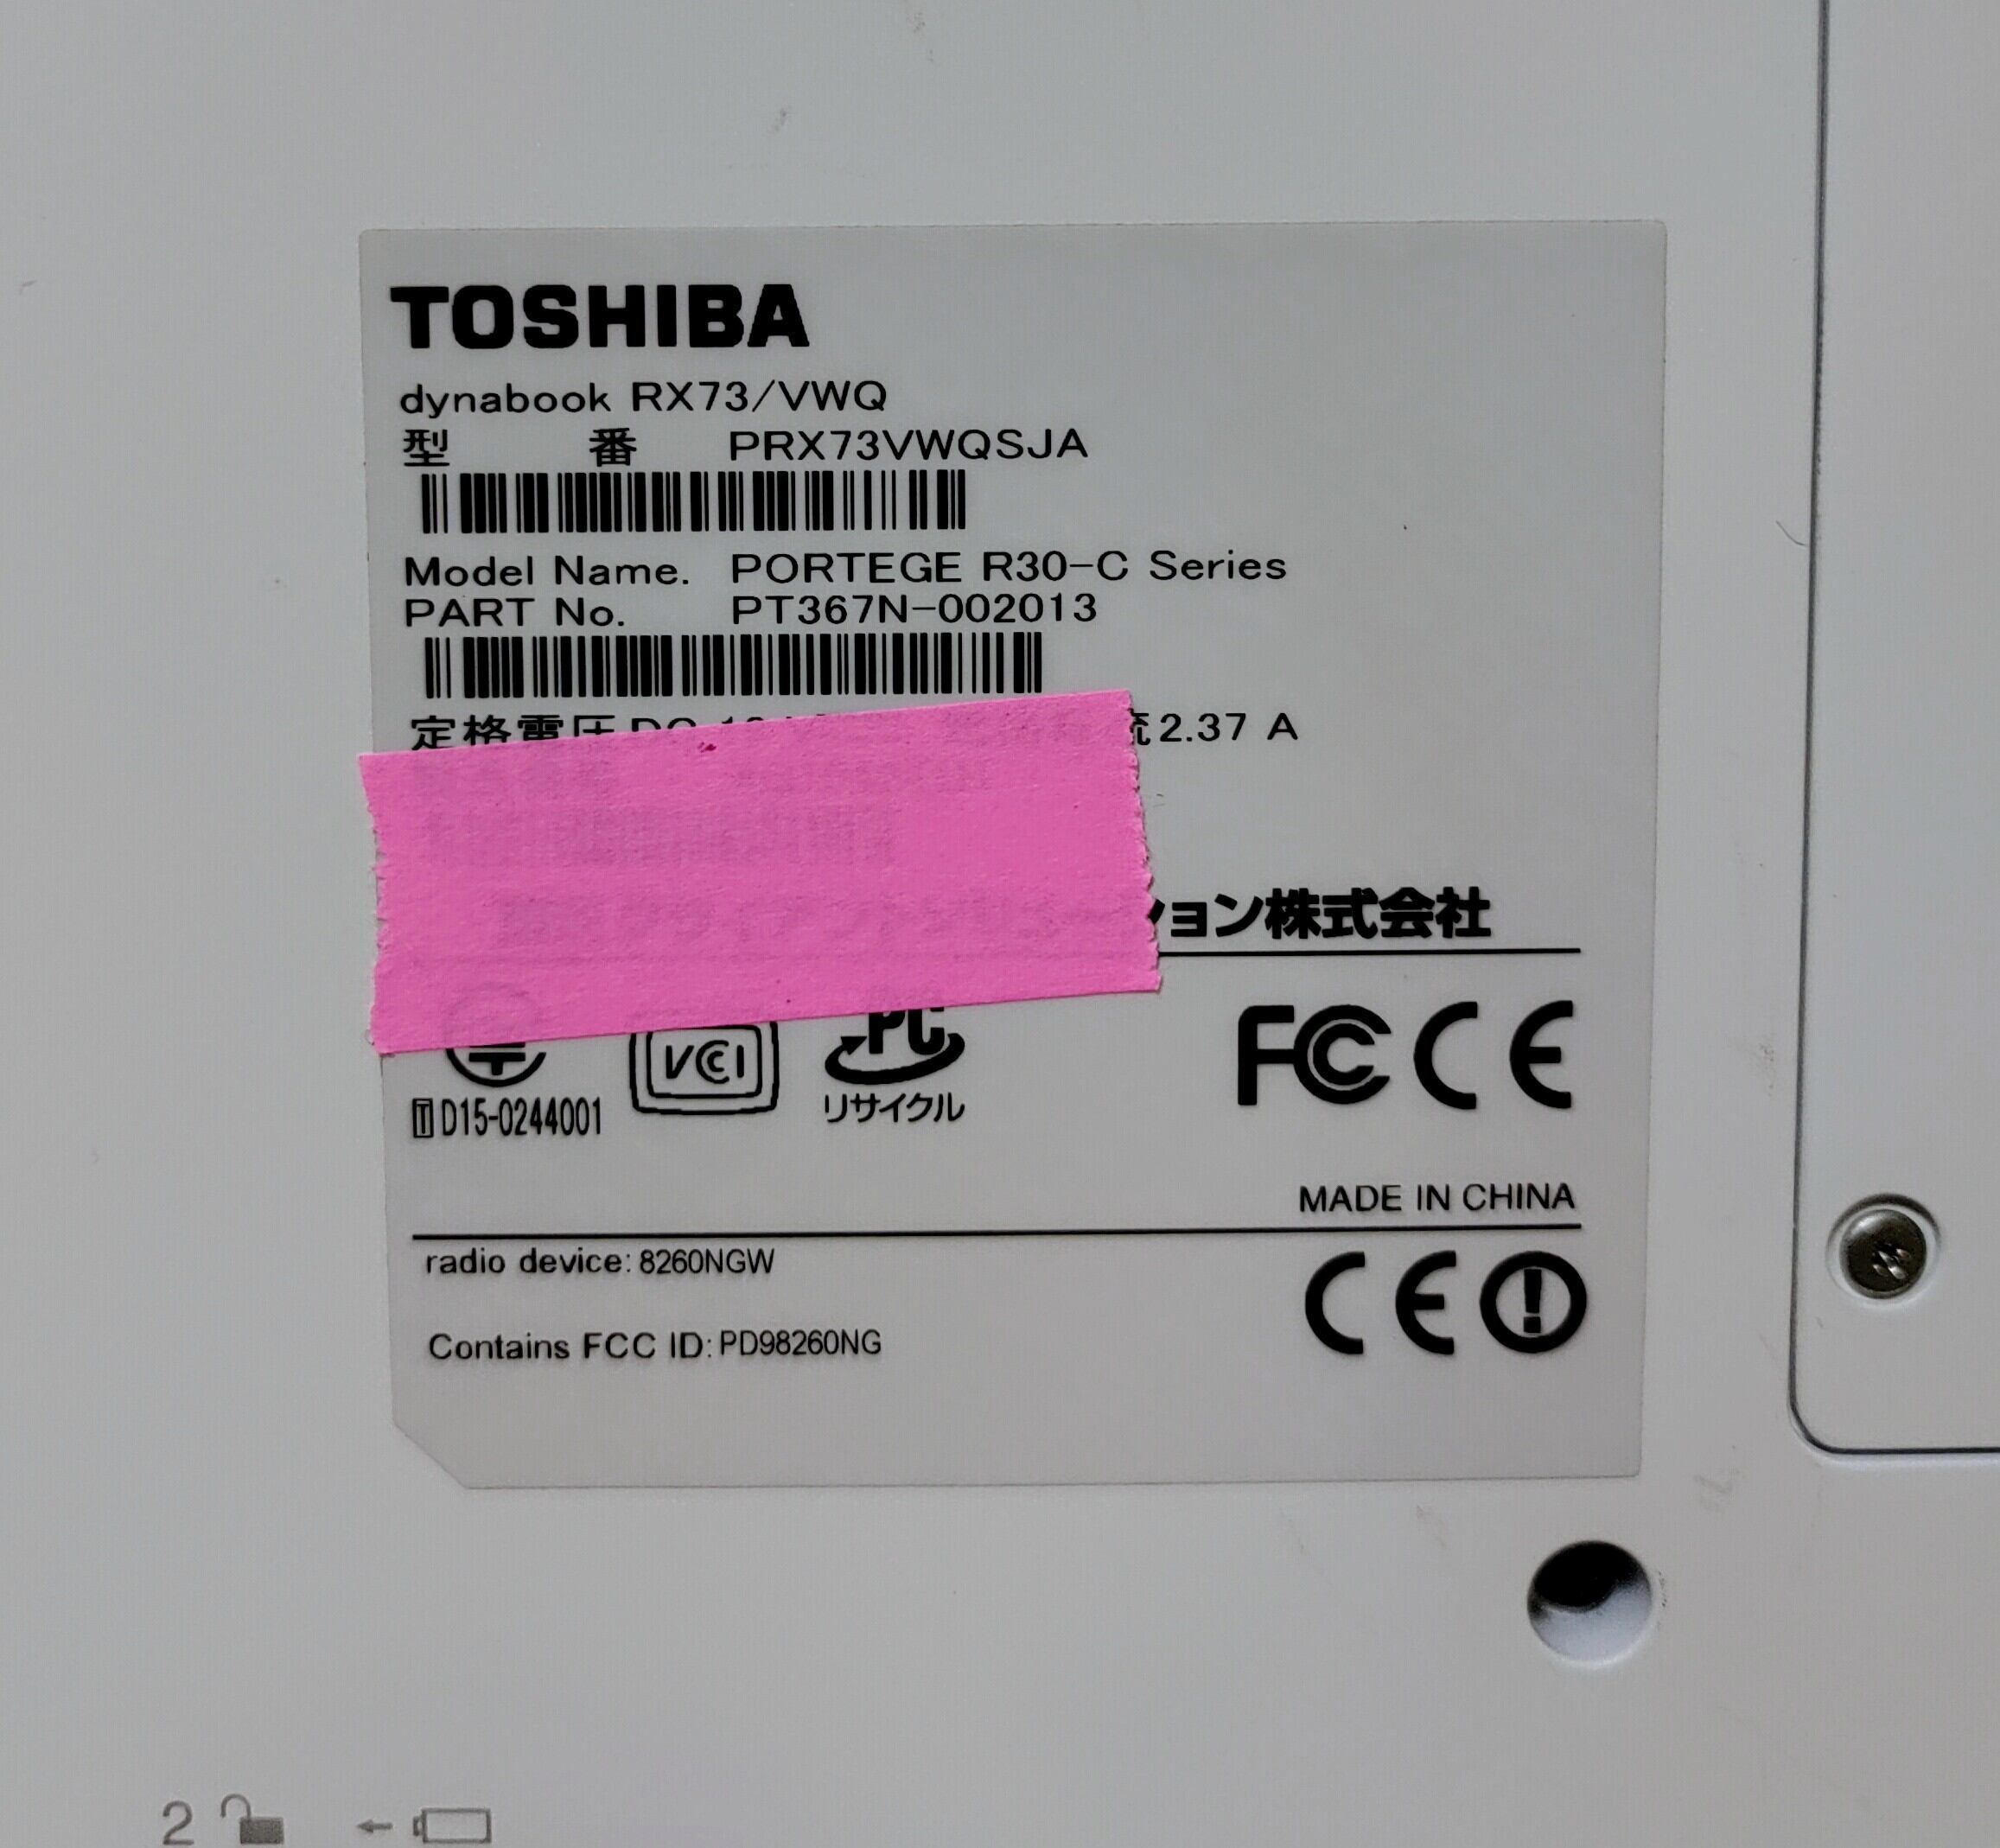 TOSHIBA
dynabook RX73/VWQ
型 番 PRX73VWQSJA
Model Name. PORTEGE R30-C Series
PART No. PT367N-002013
定格電圧 DC 2.37 A
ション株式会社
VCCI
PC
リサイクル
T D15-0244001
FC CE
MADE IN CHINA
radio device: 8260NGW
CE
Contains FCC ID: PD98260NG
2